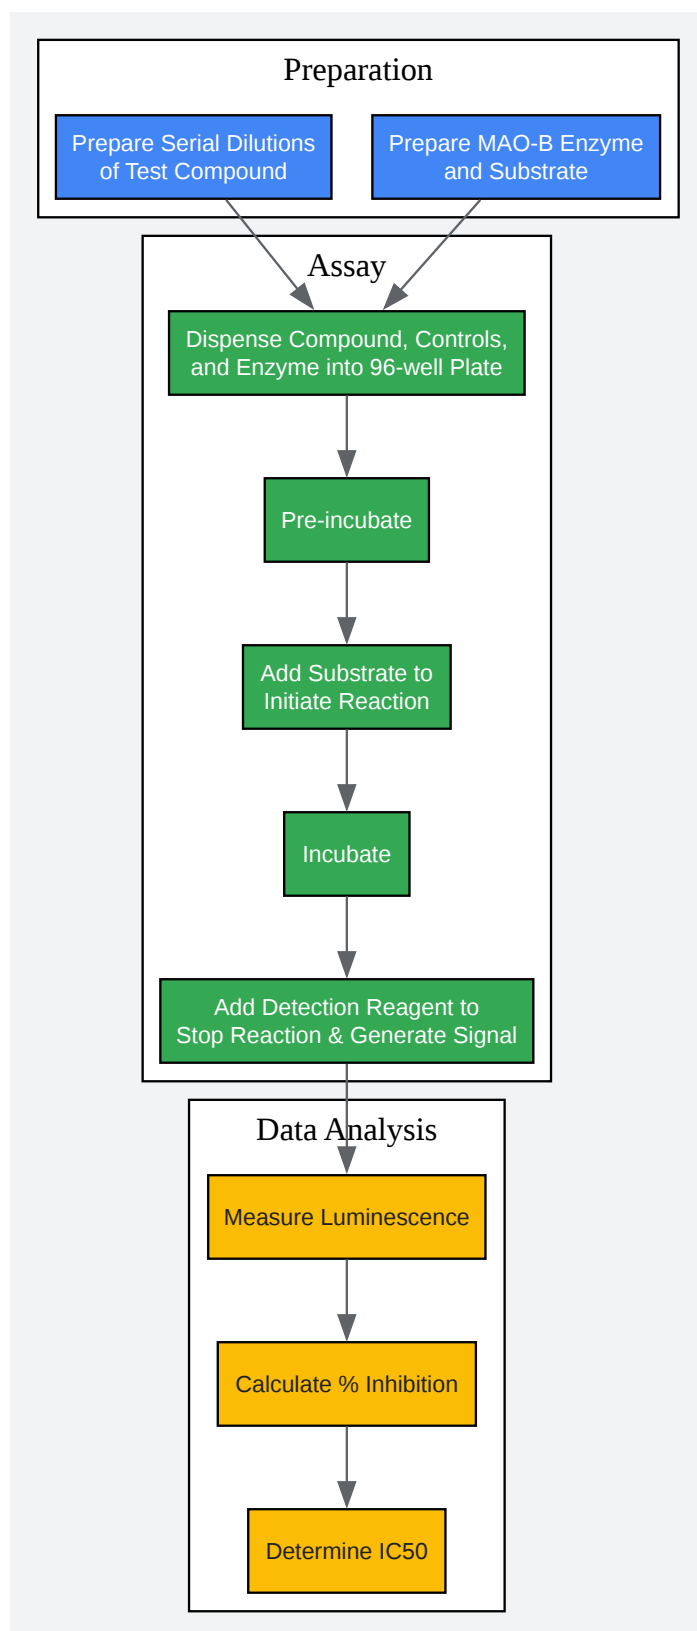 Preparation
Prepare Serial Dilutions
of Test Compound
Prepare MAO-B Enzyme
and Substrate
Assay
Dispense Compound, Controls,
and Enzyme into 96-well Plate
Pre-incubate
Add Substrate to
Initiate Reaction
Incubate
Add Detection Reagent to
Stop Reaction & Generate Signal
Data Analysis
Measure Luminescence
Calculate % Inhibition
Determine IC50